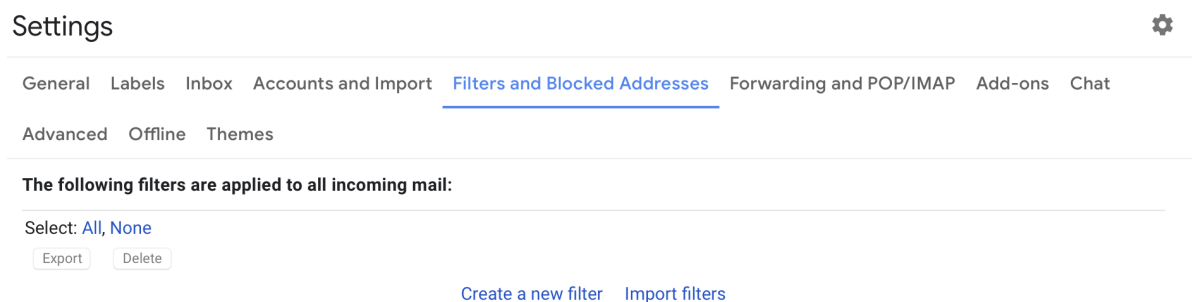 Settings
General Labels Inbox Accounts and Import Filters and Blocked Addresses Forwarding and POP/IMAP Add-ons Chat
Advanced Offline Themes
The following filters are applied to all incoming mail:
Select: All, None
Export Delete
Create a new filter Import filters